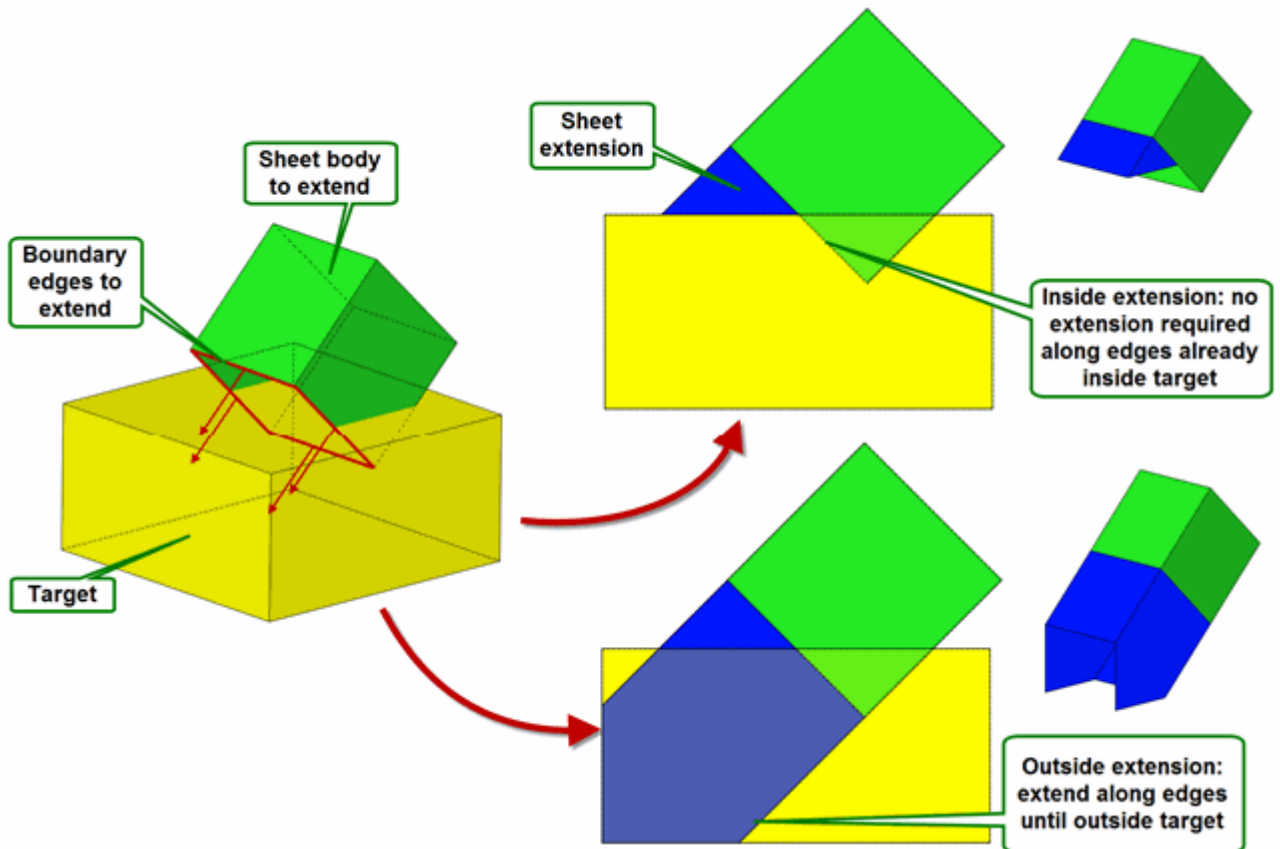 Sheet body
to extend
Boundary
edges to
extend
Target
Sheet
extension
Inside extension: no
extension required
along edges already
inside target
Outside extension:
extend along edges
until outside target